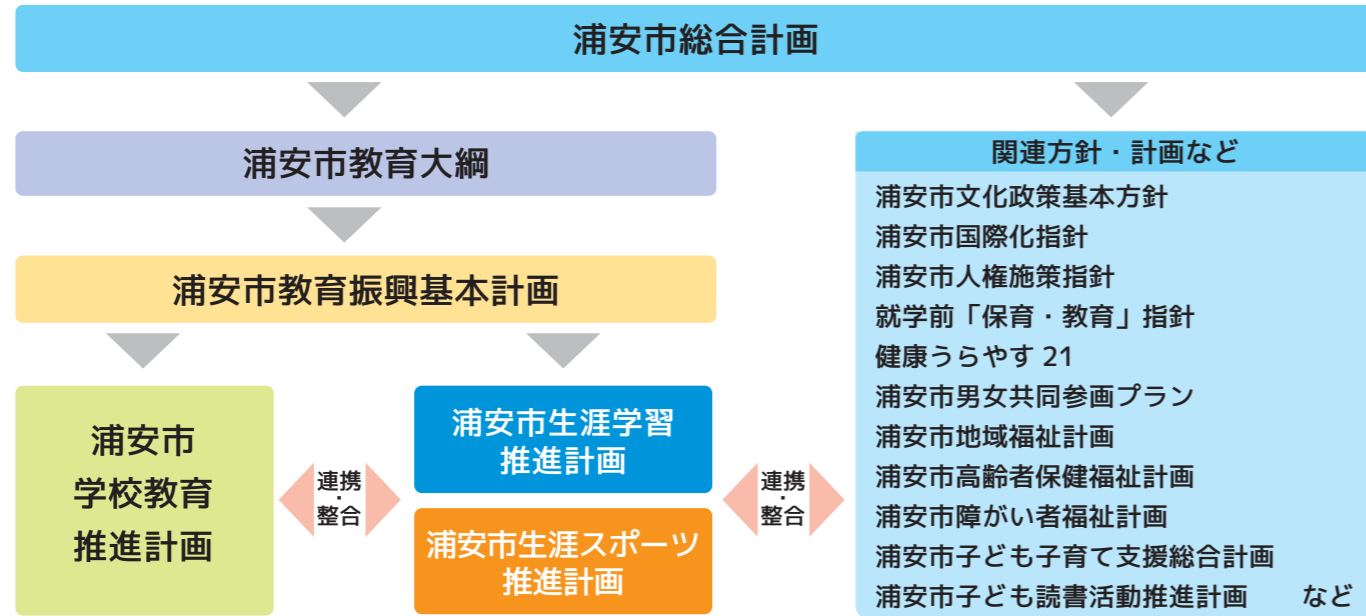 浦安市総合計画
浦安市教育大綱
浦安市教育振興基本計画
浦安市
学校教育
推進計画
連携
・
整合
浦安市生涯学習
推進計画
浦安市生涯スポーツ
推進計画
連携
・
整合
関連方針・計画など
浦安市文化政策基本方針
浦安市国際化指針
浦安市人権施策指針
就学前「保育・教育」指針
健康うらやす 21
浦安市男女共同参画プラン
浦安市地域福祉計画
浦安市高齢者保健福祉計画
浦安市障がい者福祉計画
浦安市子ども子育て支援総合計画
浦安市子ども読書活動推進計画　　など